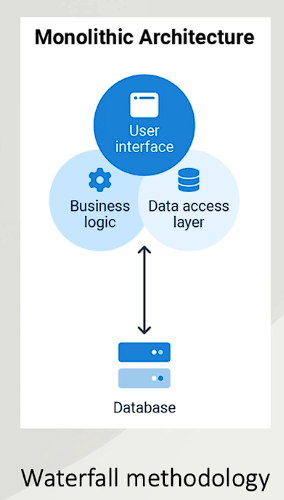 Monolithic Architecture
User
interface
Business
logic
Data access
layer
Database
Waterfall methodology